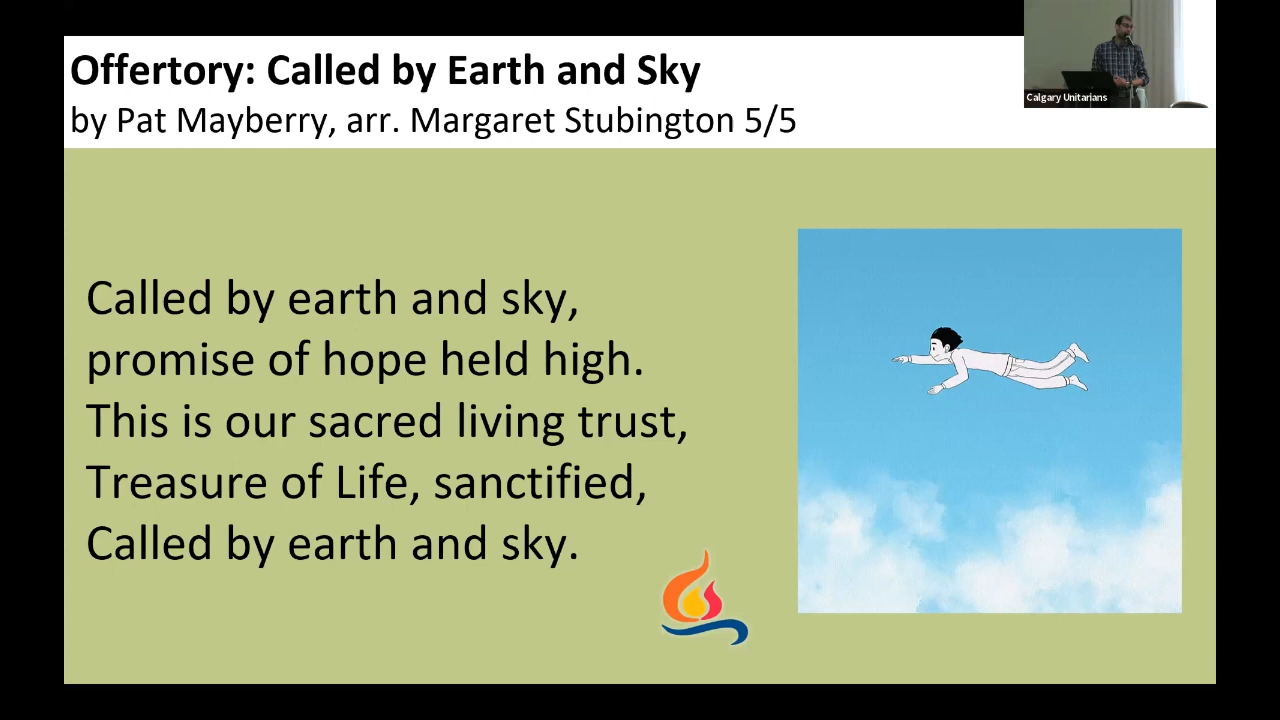 Offertory: Called by Earth and Sky
by Pat Mayberry, arr. Margaret Stubington 5/5
Calgary Unitarians
Called by earth and sky,
promise of hope held high.
This is our sacred living trust,
Treasure of Life, sanctified,
Called by earth and sky.